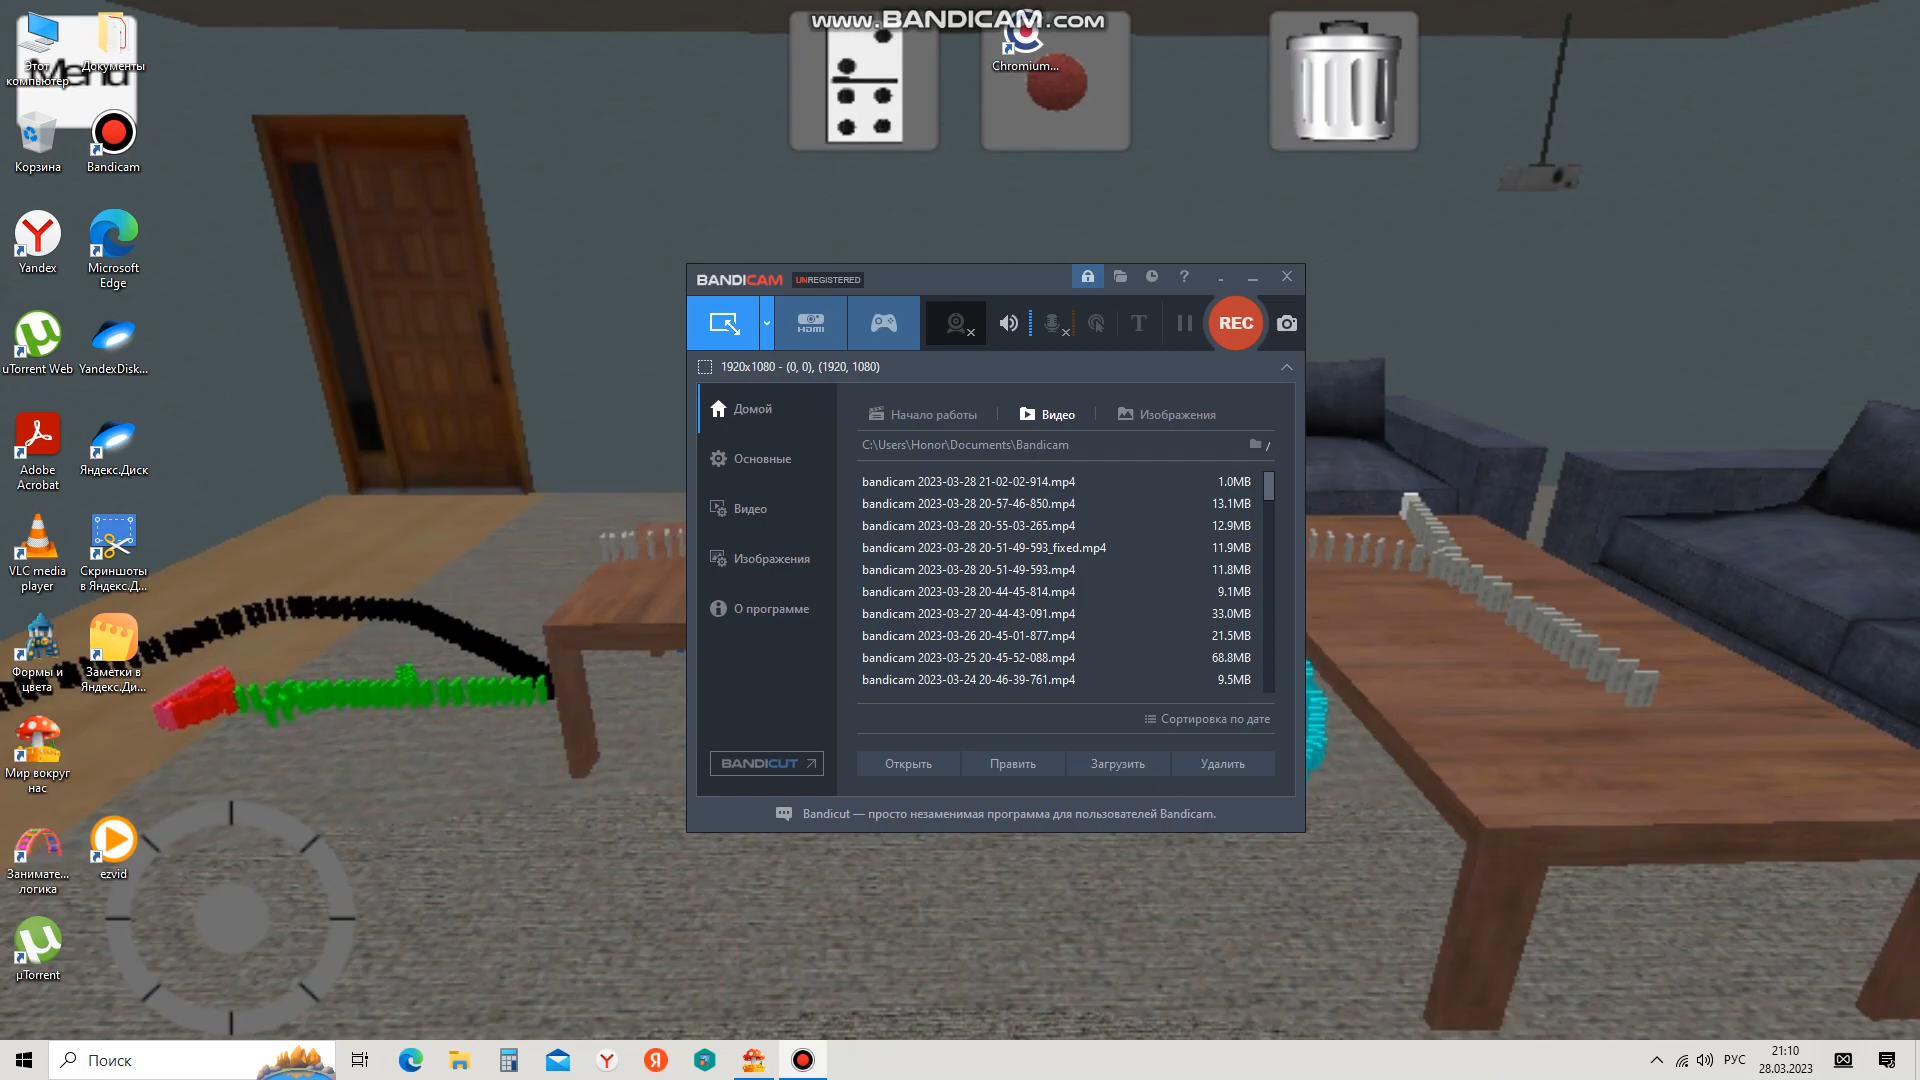 www.BANDICAM.com
Menu
Этот
компьютер
Документы
Корзина
Bandicam
Yandex
Microsoft
Edge
uTorrent Web
YandexDisk...
Adobe
Acrobat
Яндекс.Диск
VLC media
player
Скриншоты
в Яндекс.Д...
Формы и
цвета
Заметки в
Яндекс.Ди...
Мир вокруг
нас
Занимате...
логика
ezvid
µTorrent
Chromium...
BANDICAM UNREGISTERED
HDMI
REC
1920x1080 - (0, 0), (1920, 1080)
Домой
Основные
Видео
Изображения
О программе
BANDICUT
Начало работы
Видео
Изображения
C:\Users\Honor\Documents\Bandicam
bandicam 2023-03-28 21-02-02-914.mp4 1.0MB
bandicam 2023-03-28 20-57-46-850.mp4 13.1MB
bandicam 2023-03-28 20-55-03-265.mp4 12.9MB
bandicam 2023-03-28 20-51-49-593_fixed.mp4 11.9MB
bandicam 2023-03-28 20-51-49-593.mp4 11.8MB
bandicam 2023-03-28 20-44-45-814.mp4 9.1MB
bandicam 2023-03-27 20-44-43-091.mp4 33.0MB
bandicam 2023-03-26 20-45-01-877.mp4 21.5MB
bandicam 2023-03-25 20-45-52-088.mp4 68.8MB
bandicam 2023-03-24 20-46-39-761.mp4 9.5MB
Сортировка по дате
Открыть Править Загрузить Удалить
Bandicut — просто незаменимая программа для пользователей Bandicam.
Поиск
РУС
21:10
28.03.2023